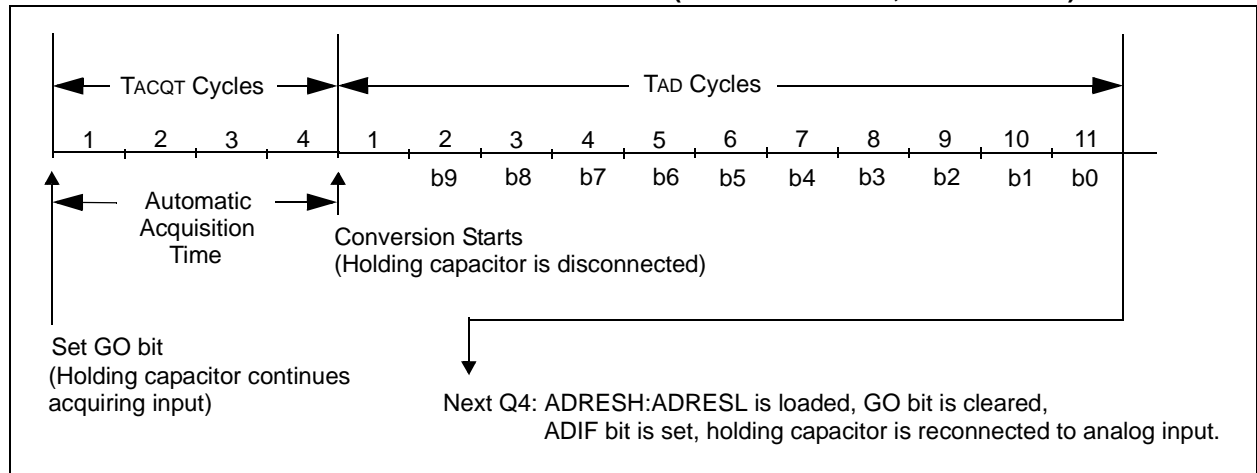 TACQT Cycles
TAD Cycles
1 2 3 4 1 2 3 4 5 6 7 8 9 10 11
b9 b8 b7 b6 b5 b4 b3 b2 b1 b0
Automatic
Acquisition
Time
Conversion Starts
(Holding capacitor is disconnected)
Set GO bit
(Holding capacitor continues
acquiring input)
Next Q4: ADRESH:ADRESL is loaded, GO bit is cleared,
ADIF bit is set, holding capacitor is reconnected to analog input.